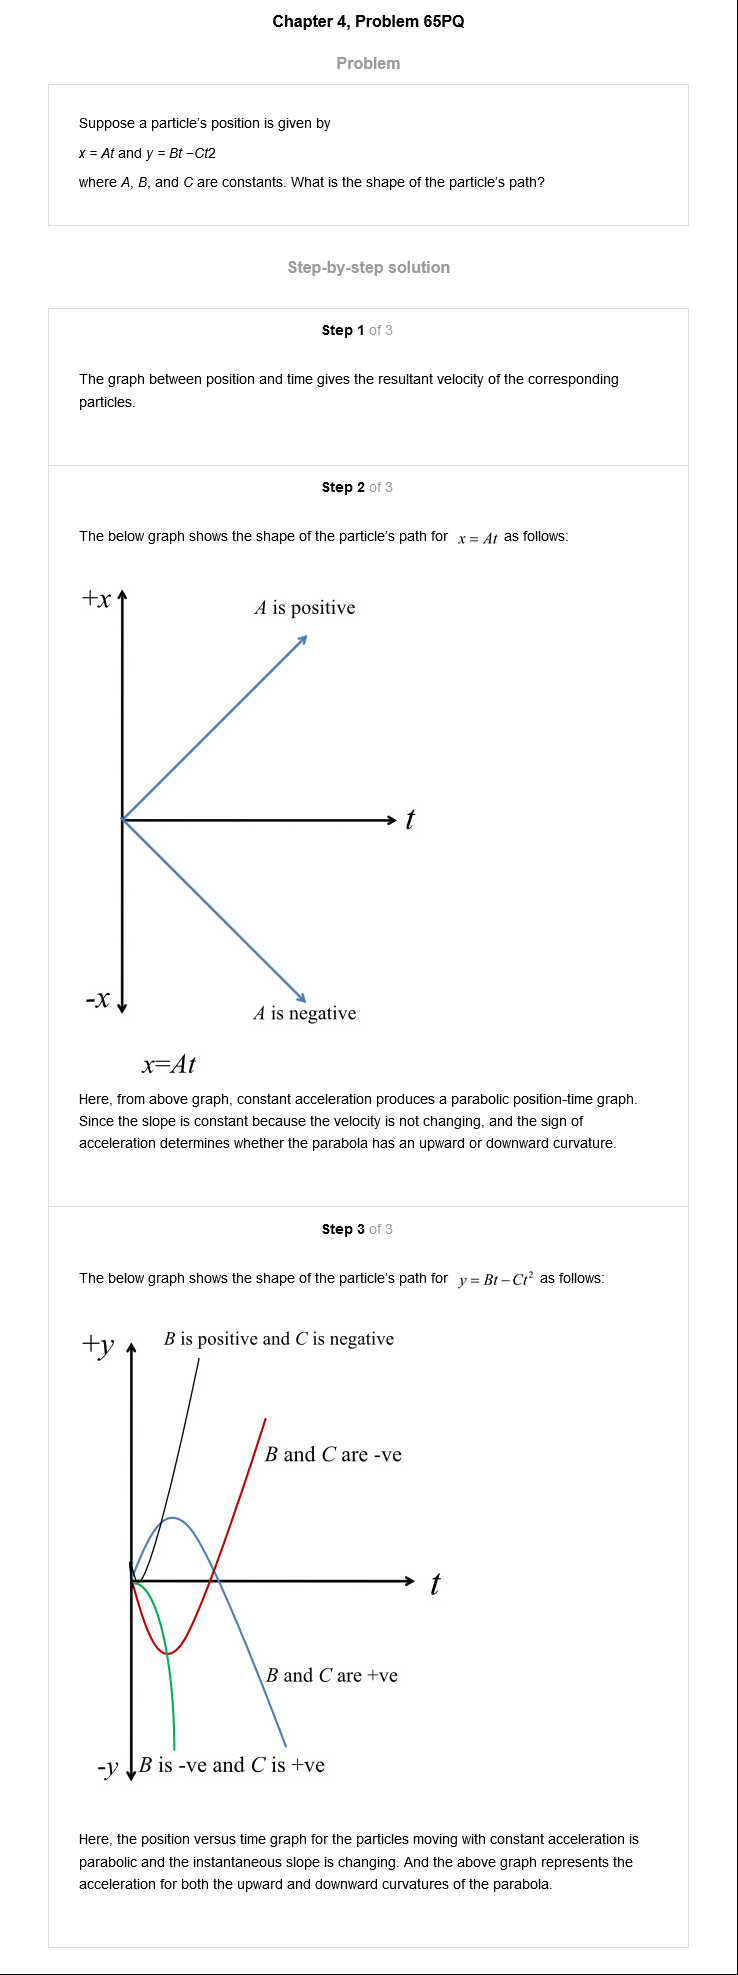 Chapter 4, Problem 65PQ
Problem
Suppose a particle's position is given by
x = At and y = Bt –Ct2
where A, B, and C are constants. What is the shape of the particle's path?
Step-by-step solution
Step 1 of 3
The graph between position and time gives the resultant velocity of the corresponding
particles.
Step 2 of 3
The below graph shows the shape of the particle's path for x = At as follows:
+x
A is positive
t
-x
A is negative
x=At
Here, from above graph, constant acceleration produces a parabolic position-time graph.
Since the slope is constant because the velocity is not changing, and the sign of
acceleration determines whether the parabola has an upward or downward curvature.
Step 3 of 3
The below graph shows the shape of the particle's path for y = Bt – Ct² as follows:
+y
B is positive and C is negative
B and C are -ve
t
B and C are +ve
-y
B is -ve and C is +ve
Here, the position versus time graph for the particles moving with constant acceleration is
parabolic and the instantaneous slope is changing. And the above graph represents the
acceleration for both the upward and downward curvatures of the parabola.